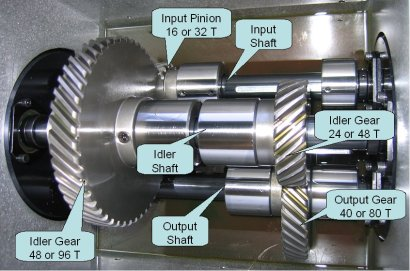 Input Pinion
16 or 32 T
Input
Shaft
Idler Gear
24 or 48 T
Idler
Shaft
Output Gear
40 or 80 T
Output
Shaft
Idler Gear
48 or 96 T